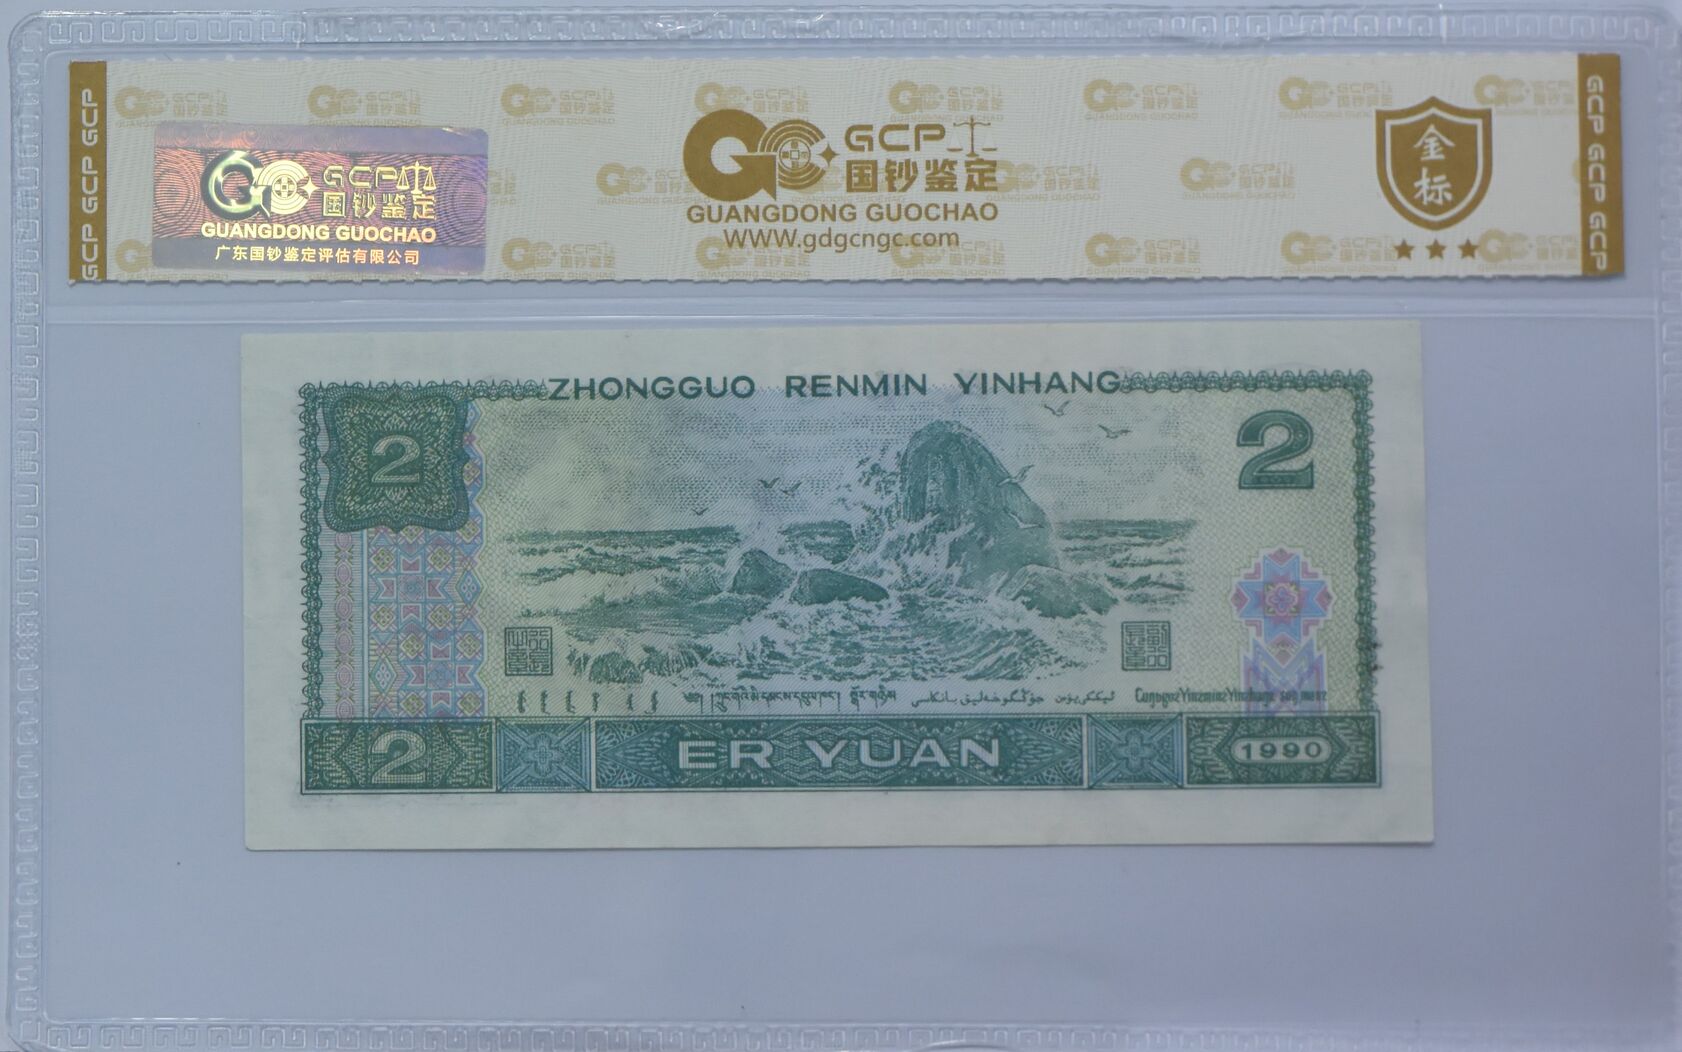 GCP GCP GCP
GCP
国钞鉴定
GUANGDONG GUOCHAO
广东国钞鉴定评估有限公司
GCP
国钞鉴定
GUANGDONG GUOCHAO
WWW.gdgcngc.com
金标
GCP GCP GCP
ZHONGGUO RENMIN YINHANG
2
2
2
ER YUAN
1990